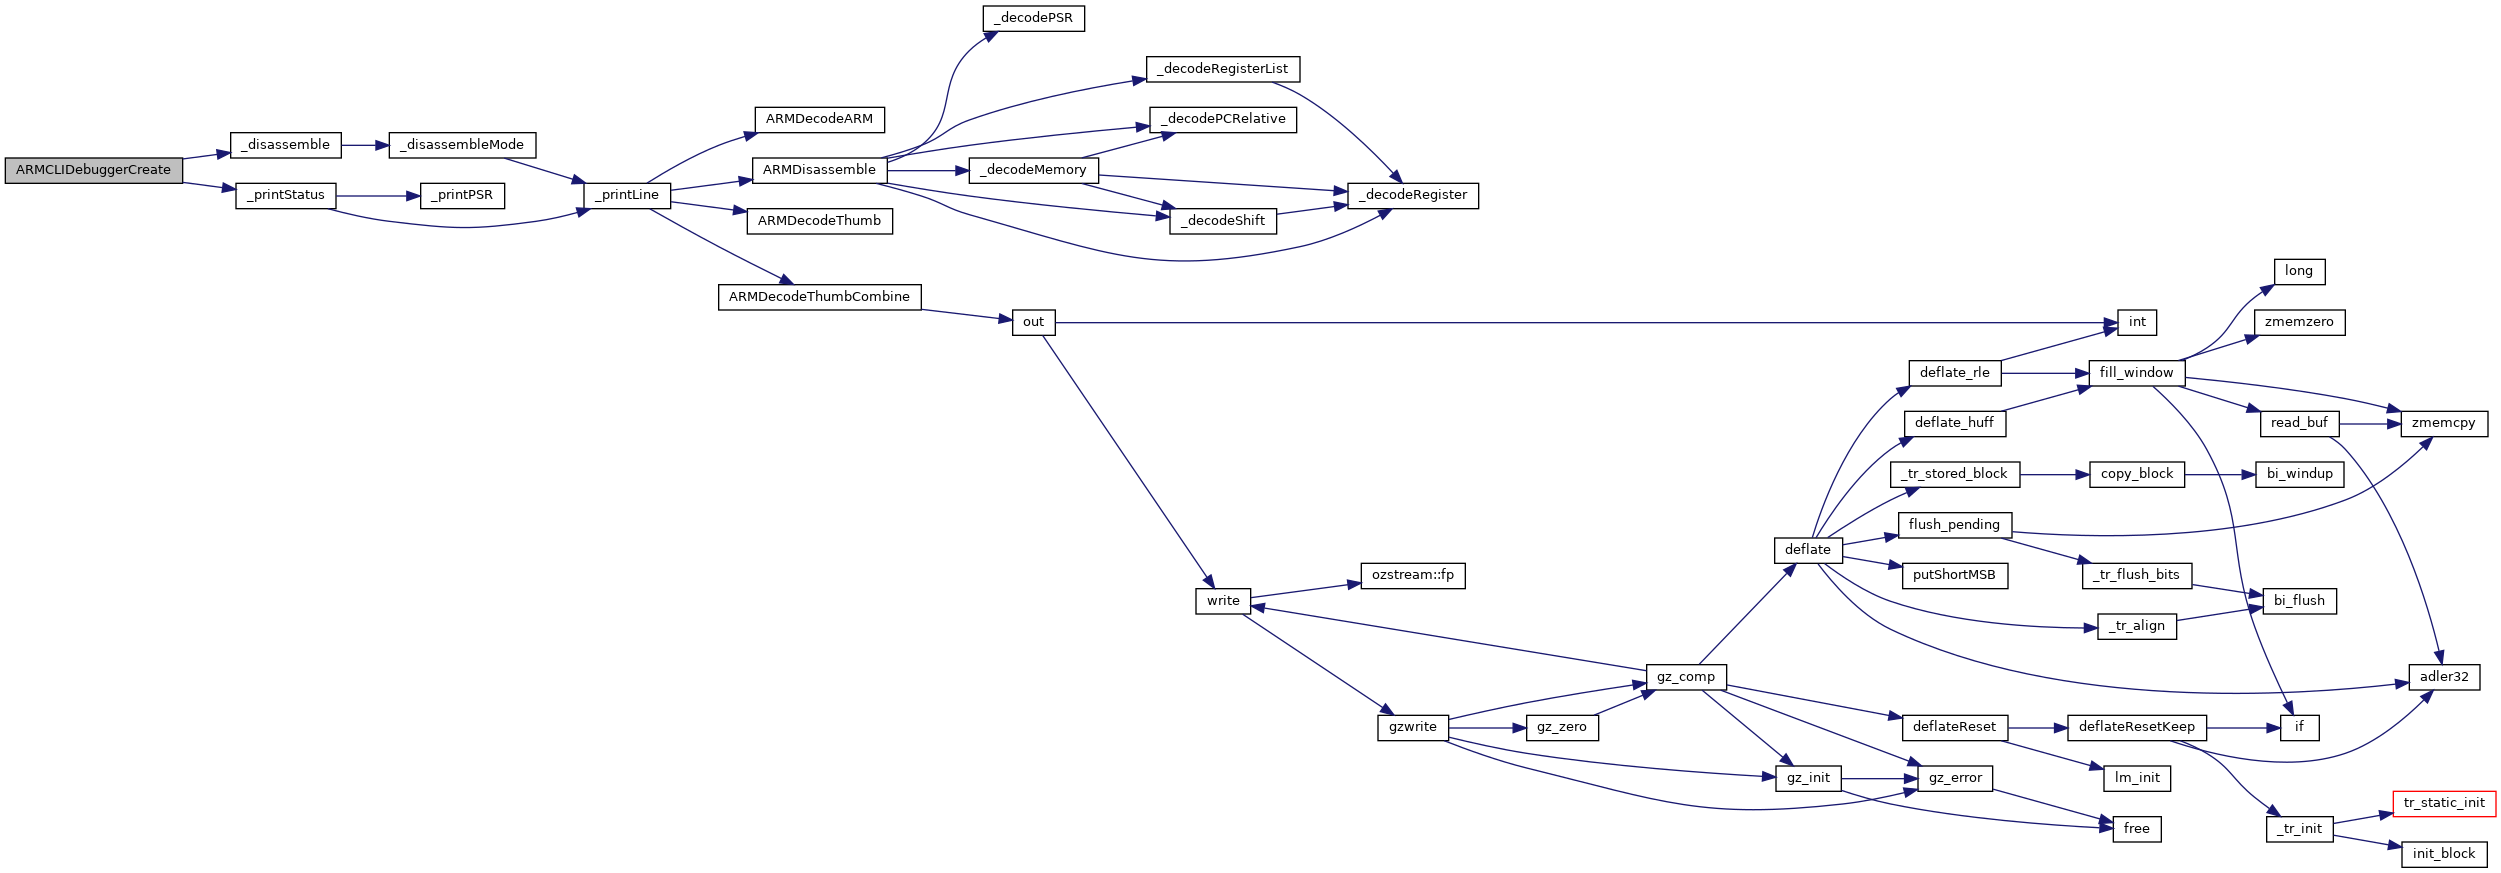 ARMCLIDebuggerCreate
_disassemble
_printStatus
_disassembleMode
_printPSR
_printLine
ARMDecodeARM
ARMDisassemble
ARMDecodeThumb
ARMDecodeThumbCombine
_decodePSR
_decodeRegisterList
_decodePCRelative
_decodeMemory
_decodeShift
_decodeRegister
out
write
ozstream::fp
gzwrite
gz_zero
gz_comp
deflate
gz_init
deflate_rle
deflate_huff
_tr_stored_block
flush_pending
putShortMSB
deflateReset
gz_error
int
fill_window
copy_block
_tr_flush_bits
_tr_align
deflateResetKeep
lm_init
free
long
zmemzero
read_buf
bi_windup
bi_flush
if
_tr_init
zmemcpy
adler32
tr_static_init
init_block